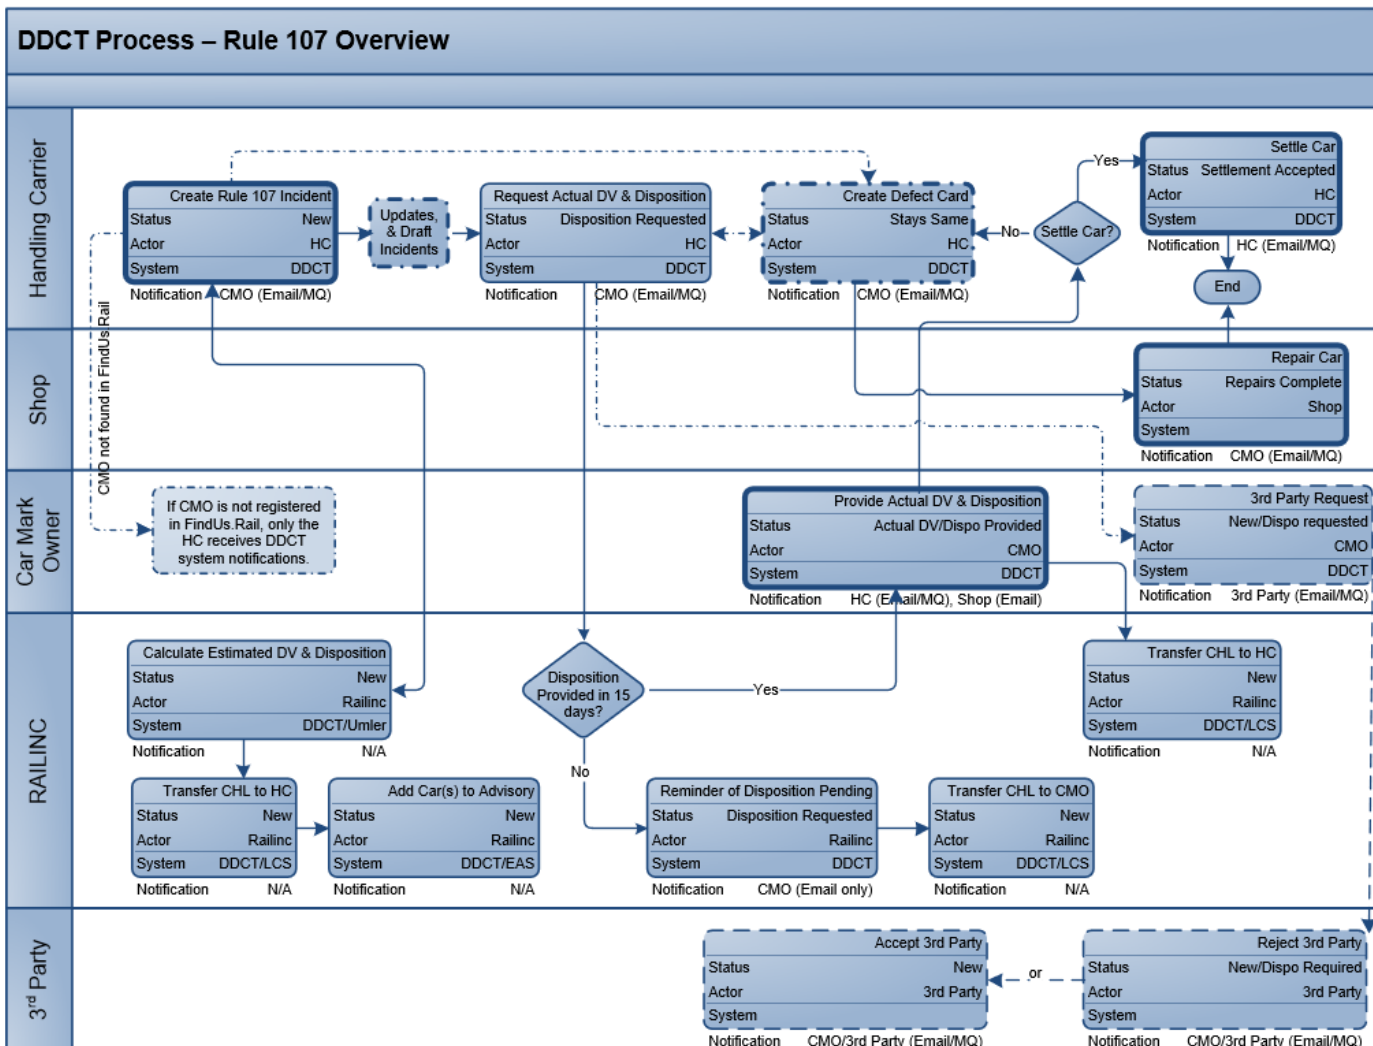 DDCT Process – Rule 107 Overview
Handling Carrier
Create Rule 107 Incident
Status New
Actor HC
System DDCT
Notification CMO (Email/MQ)
Updates,
& Draft
Incidents
Request Actual DV & Disposition
Status Disposition Requested
Actor HC
System DDCT
Notification CMO (Email/MQ)
Create Defect Card
Status Stays Same
Actor HC
System DDCT
Notification CMO (Email/MQ)
No
Settle Car?
Yes
Settle Car
Status Settlement Accepted
Actor HC
System DDCT
Notification HC (Email/MQ)
End
CMO not found in FindUs.Rail
Shop
Repair Car
Status Repairs Complete
Actor Shop
System
Notification CMO (Email/MQ)
Car Mark
Owner
If CMO is not registered
in FindUs.Rail, only the
HC receives DDCT
system notifications.
Provide Actual DV & Disposition
Status Actual DV/Dispo Provided
Actor CMO
System DDCT
Notification HC (Email/MQ), Shop (Email)
3rd Party Request
Status New/Dispo requested
Actor CMO
System DDCT
Notification 3rd Party (Email/MQ)
RAILINC
Calculate Estimated DV & Disposition
Status New
Actor Railinc
System DDCT/Umler
Notification N/A
Disposition
Provided in 15
days?
Yes
No
Transfer CHL to HC
Status New
Actor Railinc
System DDCT/LCS
Notification N/A
Transfer CHL to HC
Status New
Actor Railinc
System DDCT/LCS
Notification N/A
Add Car(s) to Advisory
Status New
Actor Railinc
System DDCT/EAS
Notification N/A
Reminder of Disposition Pending
Status Disposition Requested
Actor Railinc
System DDCT
Notification CMO (Email only)
Transfer CHL to CMO
Status New
Actor Railinc
System DDCT/LCS
Notification N/A
3rd Party
Accept 3rd Party
Status New
Actor 3rd Party
System
Notification CMO/3rd Party (Email/MQ)
or
Reject 3rd Party
Status New/Dispo Required
Actor 3rd Party
System
Notification CMO/3rd Party (Email/MQ)